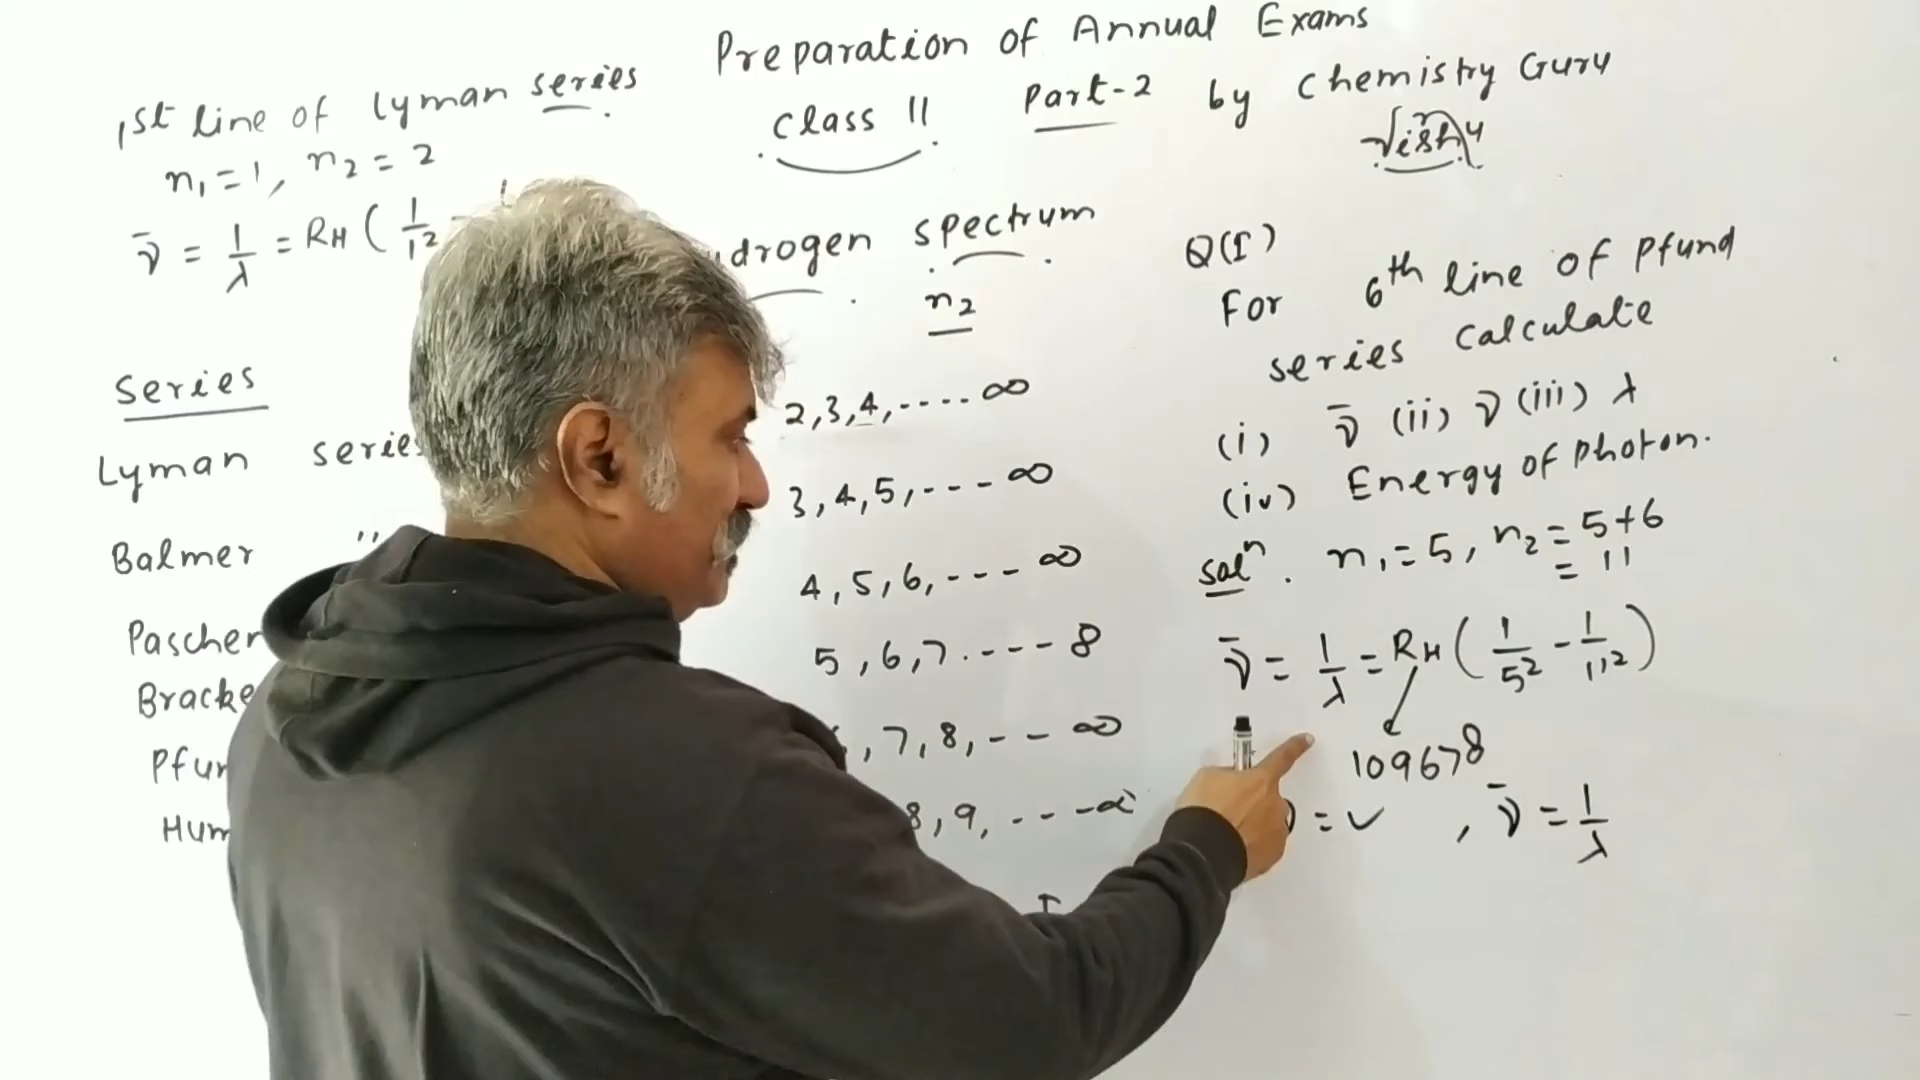 Preparation of Annual Exams
Class 11 Part-2 by Chemistry Guru
1st line of Lyman series
n₁=1, n₂=2
ν̄ = 1/λ = RH ( 1/1² -
drogen spectrum
n₂
Series
Lyman series 2,3,4,....∞
Balmer " 3,4,5,---∞
Pascher 4,5,6,---∞
Bracke 5,6,7.---8
Pfun ,7,8,--∞
Hum 8,9,...-∞
Q(I)
For 6th line of Pfund
series calculate
(i) ν̄ (ii) ν (iii) λ
(iv) Energy of Photon.
Solⁿ. n₁=5, n₂=5+6
=11
ν̄ = 1/λ = RH ( 1/5² - 1/11² )
109678
= ✓ , ν̄ = 1/λ